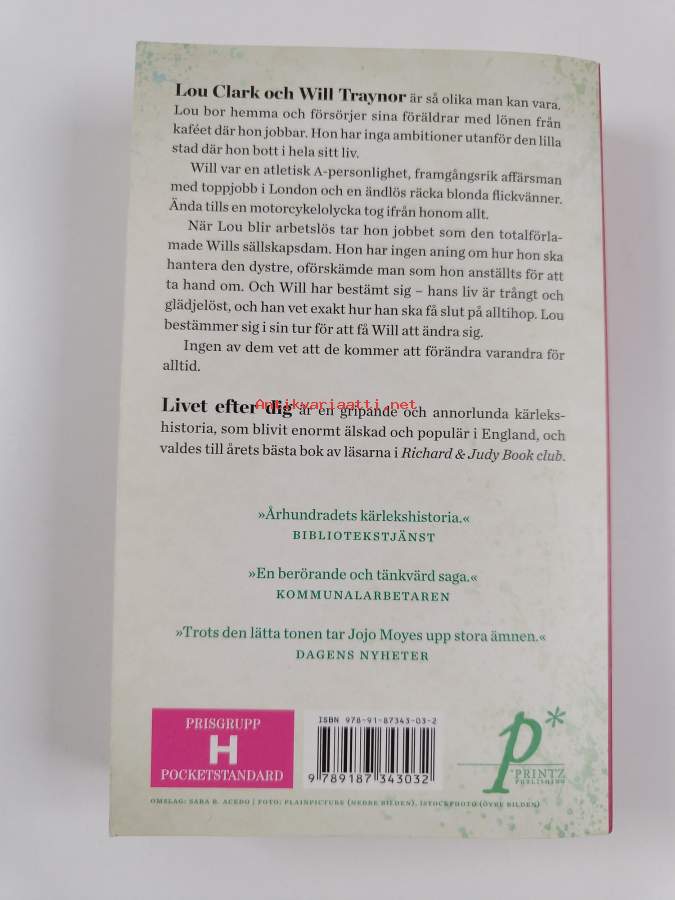 Lou Clark och Will Traynor är så olika man kan vara.
Lou bor hemma och försörjer sina föräldrar med lönen från
kaféet där hon jobbar. Hon har inga ambitioner utanför den lilla
stad där hon bott i hela sitt liv.
Will var en atletisk A-personlighet, framgångsrik affärsman
med toppjobb i London och en ändlös räcka blonda flickvänner.
Ända tills en motorcykelolycka tog ifrån honom allt.
När Lou blir arbetslös tar hon jobbet som den totalförla-
made Wills sällskapsdam. Hon har ingen aning om hur hon ska
hantera den dystre, oförskämde man som hon anställts för att
ta hand om. Och Will har bestämt sig – hans liv är trångt och
glädjelöst, och han vet exakt hur han ska få slut på alltihop. Lou
bestämmer sig i sin tur för att få Will att ändra sig.
Ingen av dem vet att de kommer att förändra varandra för
alltid.
Antikvariaatti.net
Livet efter dig är en gripande och annorlunda kärleks-
historia, som blivit enormt älskad och populär i England, och
valdes till årets bästa bok av läsarna i Richard & Judy Book club.
»Århundradets kärlekshistoria.«
BIBLIOTEKSTJÄNST
»En berörande och tänkvärd saga.«
KOMMUNALARBETAREN
»Trots den lätta tonen tar Jojo Moyes upp stora ämnen.«
DAGENS NYHETER
PRISGRUPP
H
POCKETSTANDARD
ISBN 978-91-87343-03-2
9 789187 343032
p*
PRINTZ
PUBLISHING
OMSLAG: SARA R. ACEDO | FOTO: PLAINPICTURE (NEDRE BILDEN), ISTOCKPHOTO (ÖVRE BILDEN)